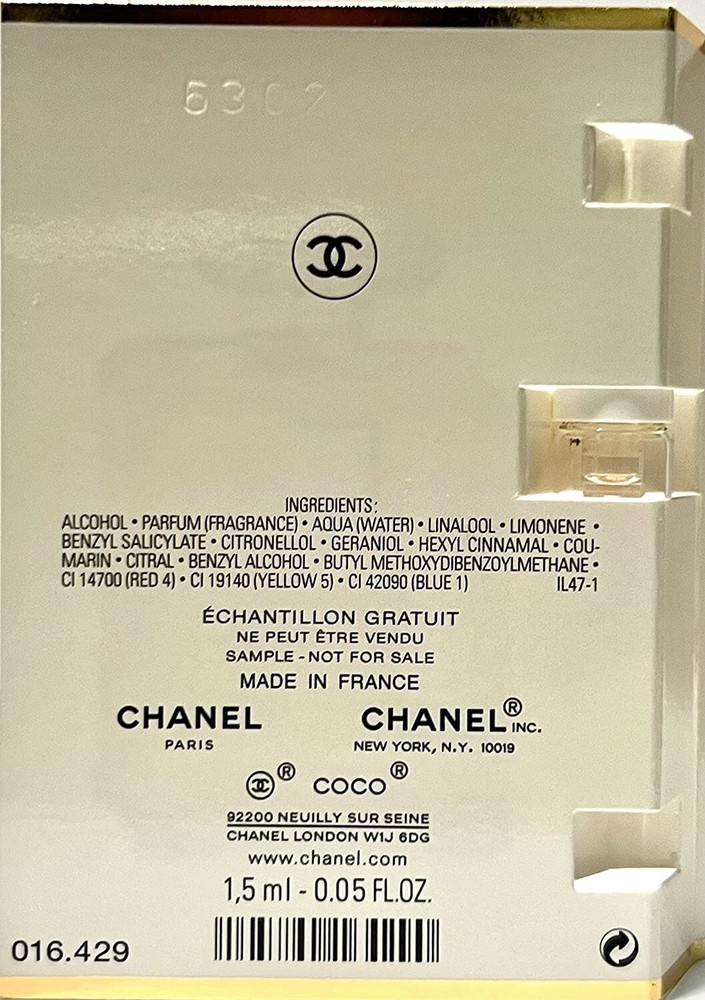 INGREDIENTS:
ALCOHOL • PARFUM (FRAGRANCE) • AQUA (WATER) • LINALOOL • LIMONENE •
BENZYL SALICYLATE • CITRONELLOL • GERANIOL • HEXYL CINNAMAL • COU-
MARIN • CITRAL • BENZYL ALCOHOL • BUTYL METHOXYDIBENZOYLMETHANE •
CI 14700 (RED 4) • CI 19140 (YELLOW 5) • CI 42090 (BLUE 1) IL47-1
ÉCHANTILLON GRATUIT
NE PEUT ÊTRE VENDU
SAMPLE - NOT FOR SALE
MADE IN FRANCE
CHANEL CHANEL® INC.
PARIS NEW YORK, N.Y. 10019
® COCO®
92200 NEUILLY SUR SEINE
CHANEL LONDON W1J 6DG
www.chanel.com
1,5 ml - 0.05 FL.OZ.
016.429